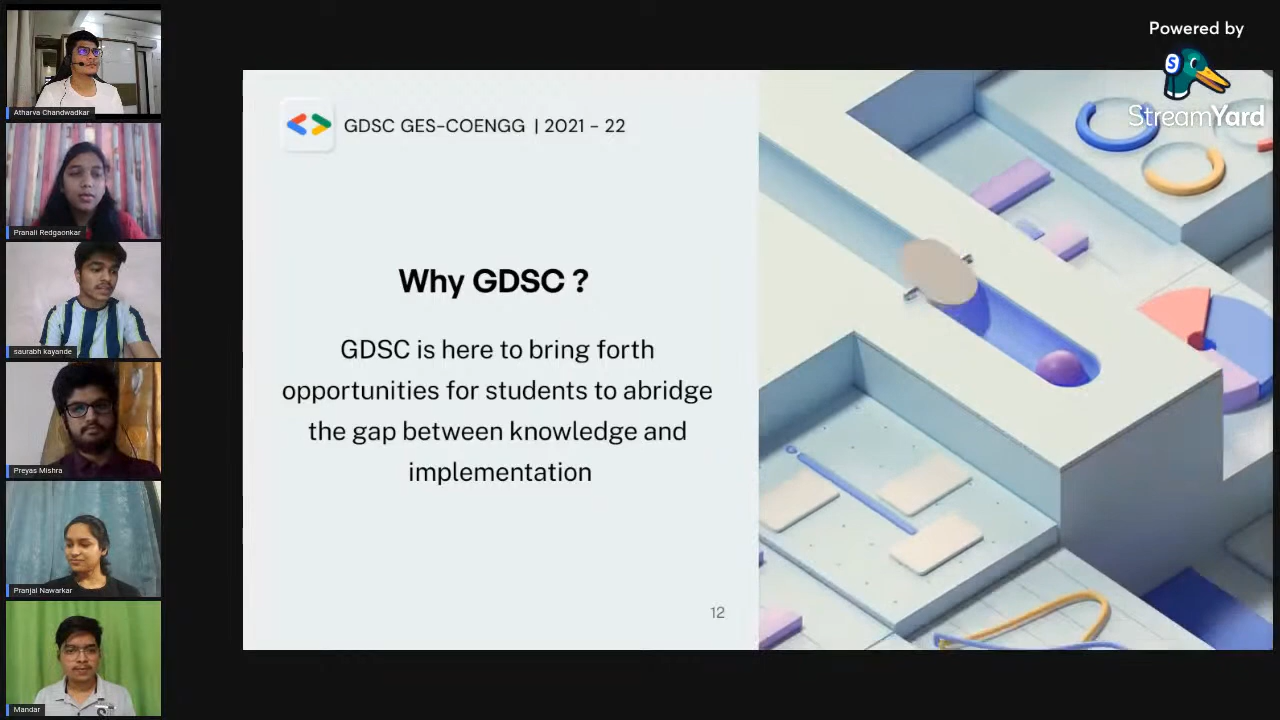 Powered by
StreamYard
GDSC GES-COENGG | 2021 - 22
Why GDSC ?
GDSC is here to bring forth
opportunities for students to abridge
the gap between knowledge and
implementation
12
Atharva Chandwadkar
Pranali Redgaonkar
saurabh kayande
Preyas Mishra
Pranjal Nawarkar
Mandar